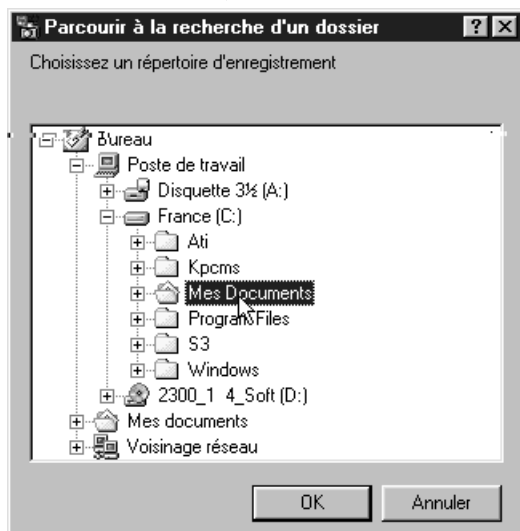 Parcourir à la recherche d'un dossier
Choisissez un répertoire d'enregistrement
Bureau
Poste de travail
Disquette 3½ (A:)
France (C:)
Ati
Kpcms
Mes Documents
Program Files
S3
Windows
2300_1 4_Soft (D:)
Mes documents
Voisinage réseau
OK Annuler